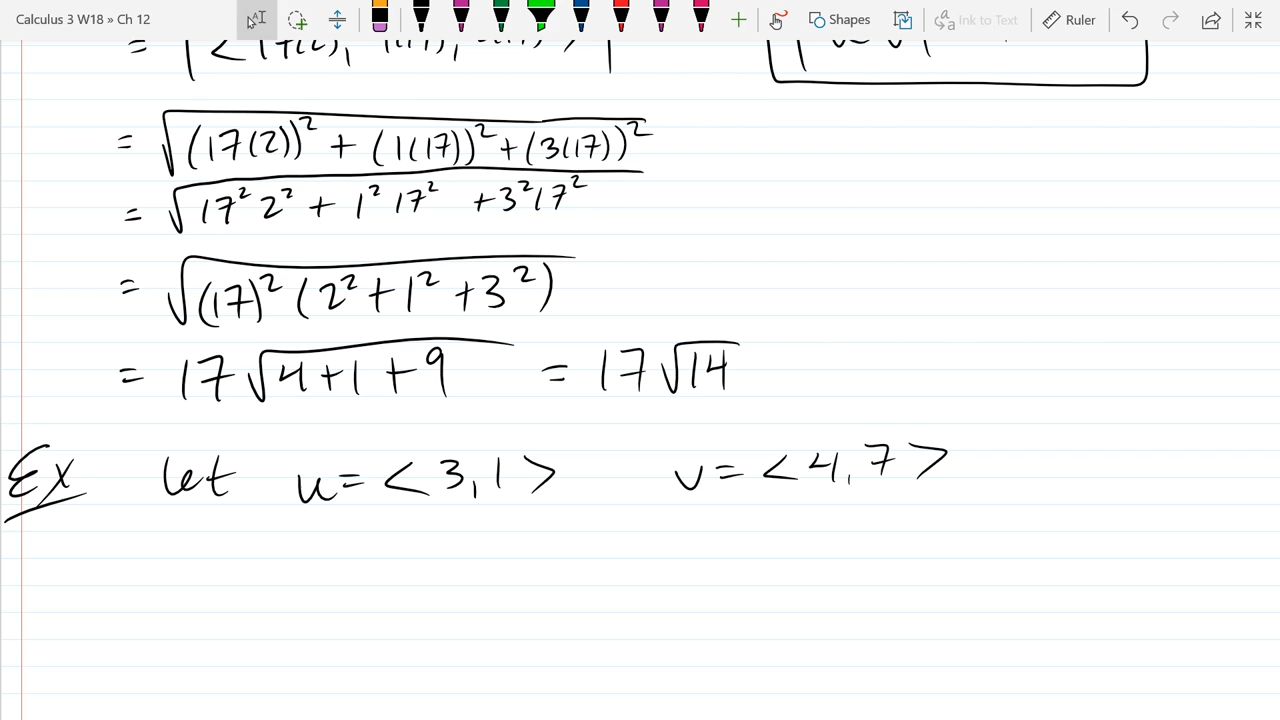 Calculus 3 W18 » Ch 12
Shapes
Ink to Text
Ruler
= √((17(2))² + (1(17))² + (3(17))²)
= √(17² 2² + 1² 17² + 3² 17²)
= √((17)² (2² + 1² + 3²))
= 17√(4+1+9) = 17√14
Ex let u = <3,1> v = <4,7>